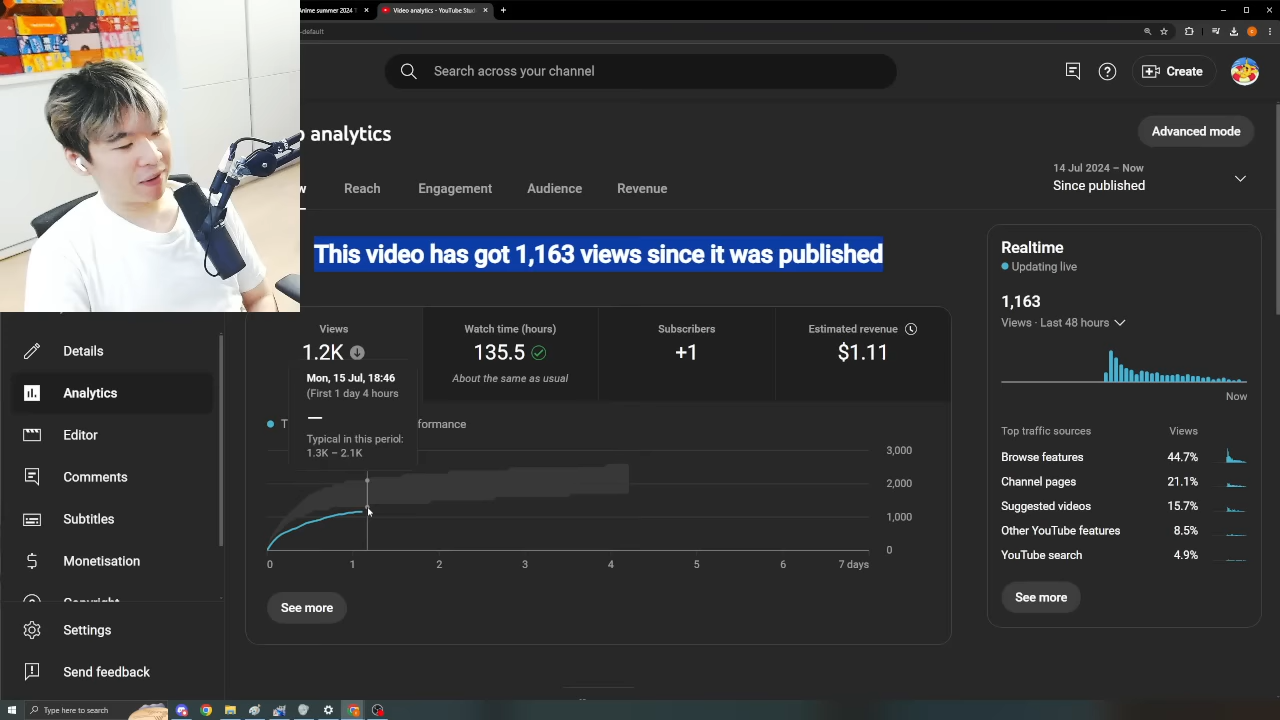 Anime summer 2024
Video analytics - YouTube Stud
-default
Search across your channel
Create
analytics
Advanced mode
14 Jul 2024 – Now
Since published
Reach
Engagement
Audience
Revenue
This video has got 1,163 views since it was published
Realtime
Updating live
1,163
Views · Last 48 hours
Now
Top traffic sources
Views
Browse features
44.7%
Channel pages
21.1%
Suggested videos
15.7%
Other YouTube features
8.5%
YouTube search
4.9%
See more
Views
1.2K
Watch time (hours)
135.5
About the same as usual
Subscribers
+1
Estimated revenue
$1.11
Mon, 15 Jul, 18:46
(First 1 day 4 hours
—
Typical in this period:
1.3K – 2.1K
3,000
2,000
1,000
0
0
1
2
3
4
5
6
7 days
See more
Details
Analytics
Editor
Comments
Subtitles
Monetisation
Copyright
Settings
Send feedback
Type here to search